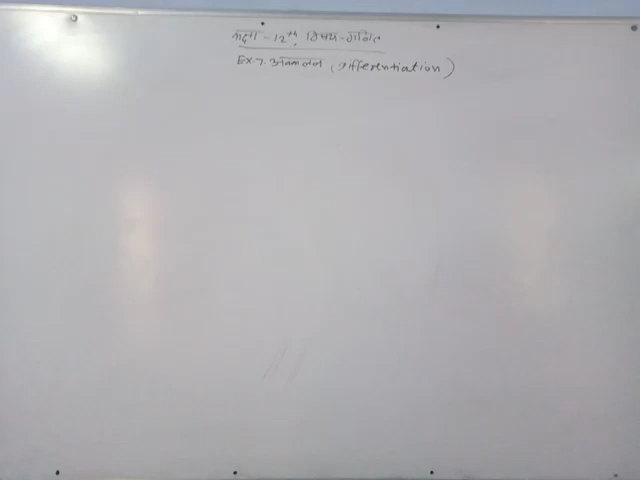 कक्षा - 12th विषय - गणित
Ex-7. अवकलन (Differentiation)